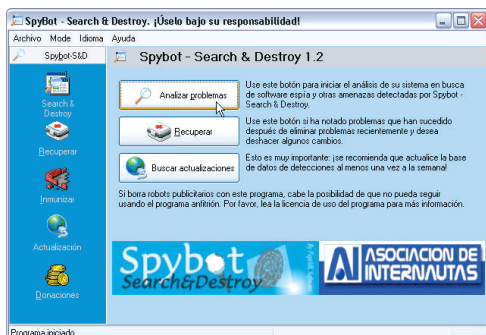 SpyBot - Search & Destroy. ¡Úselo bajo su responsabilidad!
Archivo Mode Idioma Ayuda
Spybot-S&D
Spybot - Search & Destroy 1.2
Search &
Destroy
Recuperar
Inmunizar
Actualización
Donaciones
Analizar problemas
Use este botón para iniciar el análisis de su sistema en busca
de software espía y otras amenazas detectadas por Spybot -
Search & Destroy.
Recuperar
Use este botón si ha notado problemas que han sucedido
después de eliminar problemas recientemente y desea
deshacer algunos cambios.
Buscar actualizaciones
Esto es muy importante: ¡se recomienda que actualice la base
de datos de detecciones al menos una vez a la semana!
Si borra robots publicitarios con este programa, cabe la posibilidad de que no pueda seguir
usando el programa anfitrión. Por favor, lea la licencia de uso del programa para más información.
Spybot
Search&Destroy
AI
ASOCIACION DE
INTERNAUTAS
Programa iniciado